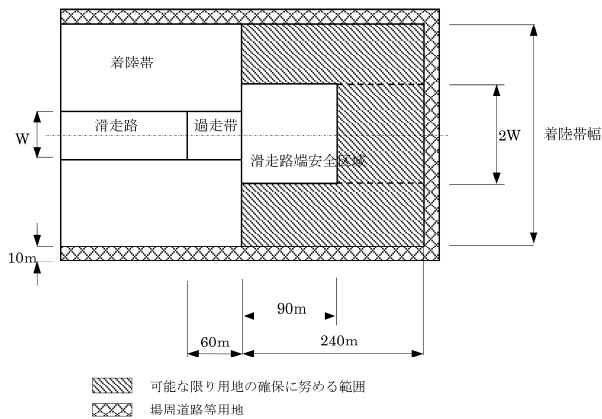 着陸帯
滑走路
過走帯
W
滑走路端安全区域
2W
着陸帯幅
10m
90m
60m
240m
可能な限り用地の確保に努める範囲
場周道路等用地